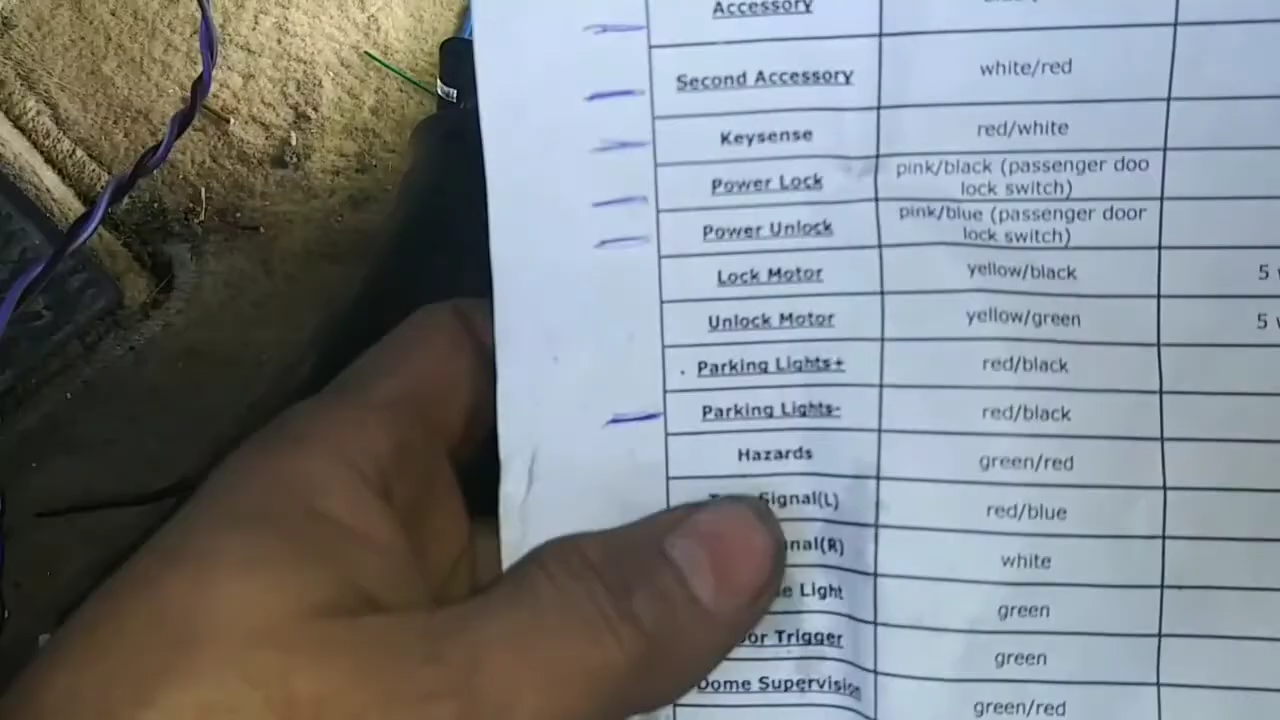 Accessory
Second Accessory white/red
Keysense red/white
Power Lock pink/black (passenger doo
lock switch)
Power Unlock pink/blue (passenger door
lock switch)
Lock Motor yellow/black 5
Unlock Motor yellow/green 5
Parking Lights+ red/black
Parking Lights- red/black
Hazards green/red
Signal(L) red/blue
nal(R) white
Light green
Trigger green
Dome Supervision green/red